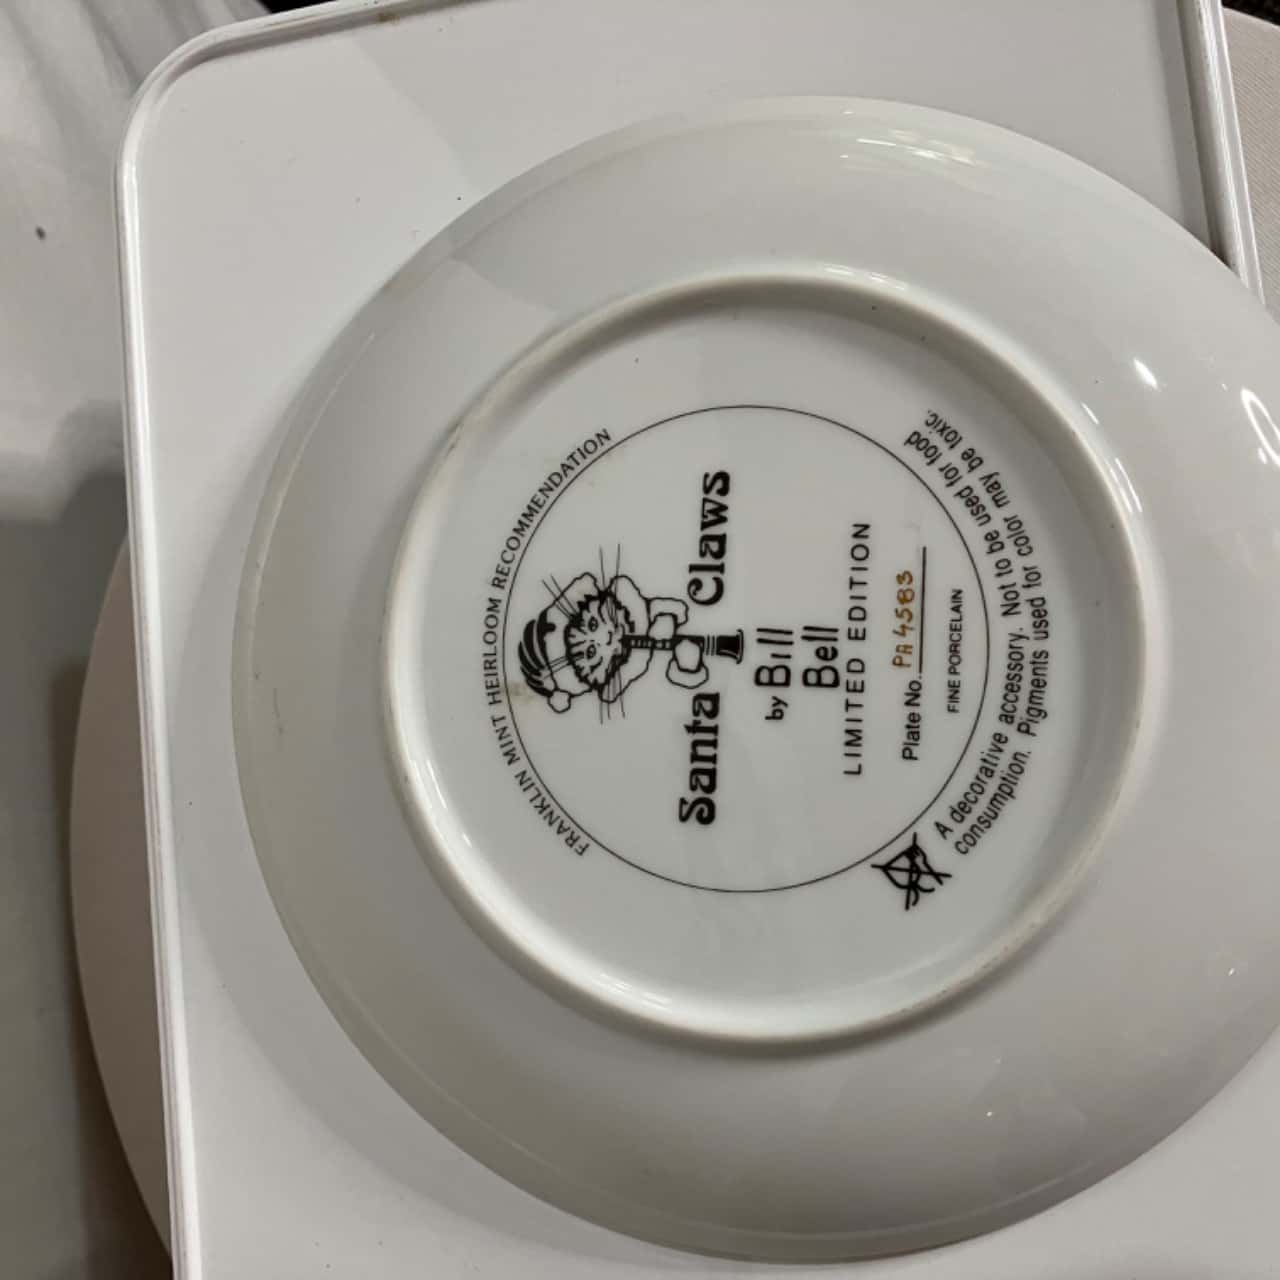 FRANKLIN MINT HEIRLOOM RECOMMENDATION
Santa Claws
by Bill
Bell
LIMITED EDITION
Plate No. PA4583
FINE PORCELAIN
A decorative accessory. Not to be used for food
consumption. Pigments used for color may be toxic.